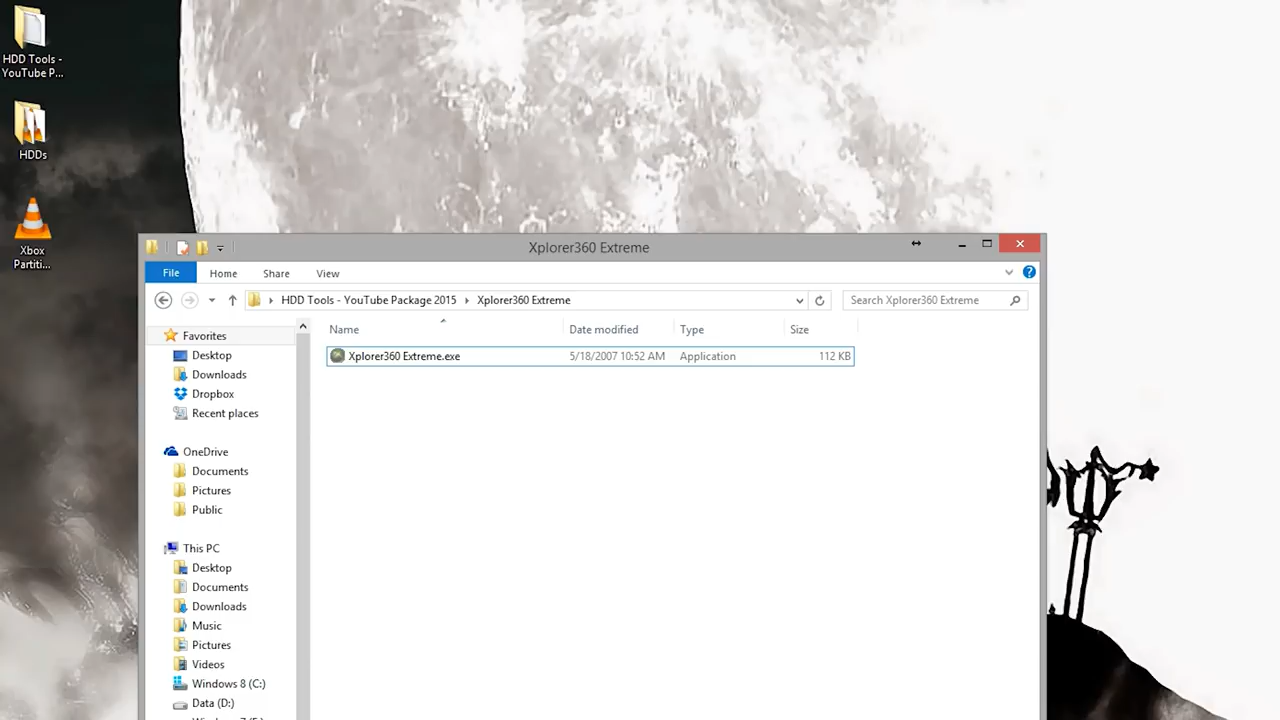 HDD Tools -
YouTube P...
HDDs
Xbox
Partiti...
Xplorer360 Extreme
File
Home
Share
View
HDD Tools - YouTube Package 2015
Xplorer360 Extreme
Search Xplorer360 Extreme
Name
Date modified
Type
Size
Xplorer360 Extreme.exe
5/18/2007 10:52 AM
Application
112 KB
Favorites
Desktop
Downloads
Dropbox
Recent places
OneDrive
Documents
Pictures
Public
This PC
Desktop
Documents
Downloads
Music
Pictures
Videos
Windows 8 (C:)
Data (D:)